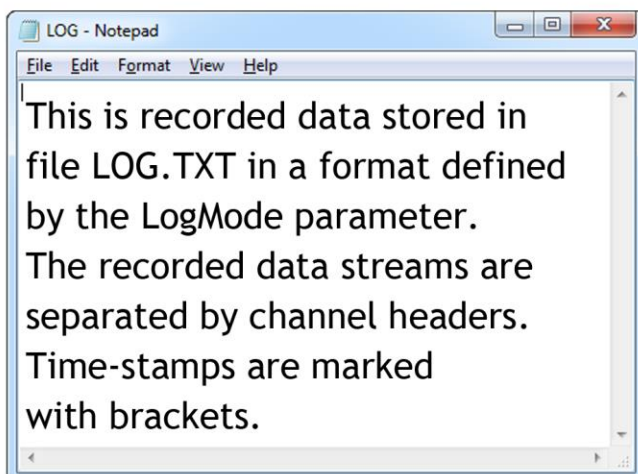 LOG - Notepad
File Edit Format View Help
This is recorded data stored in
file LOG.TXT in a format defined
by the LogMode parameter.
The recorded data streams are
separated by channel headers.
Time-stamps are marked
with brackets.